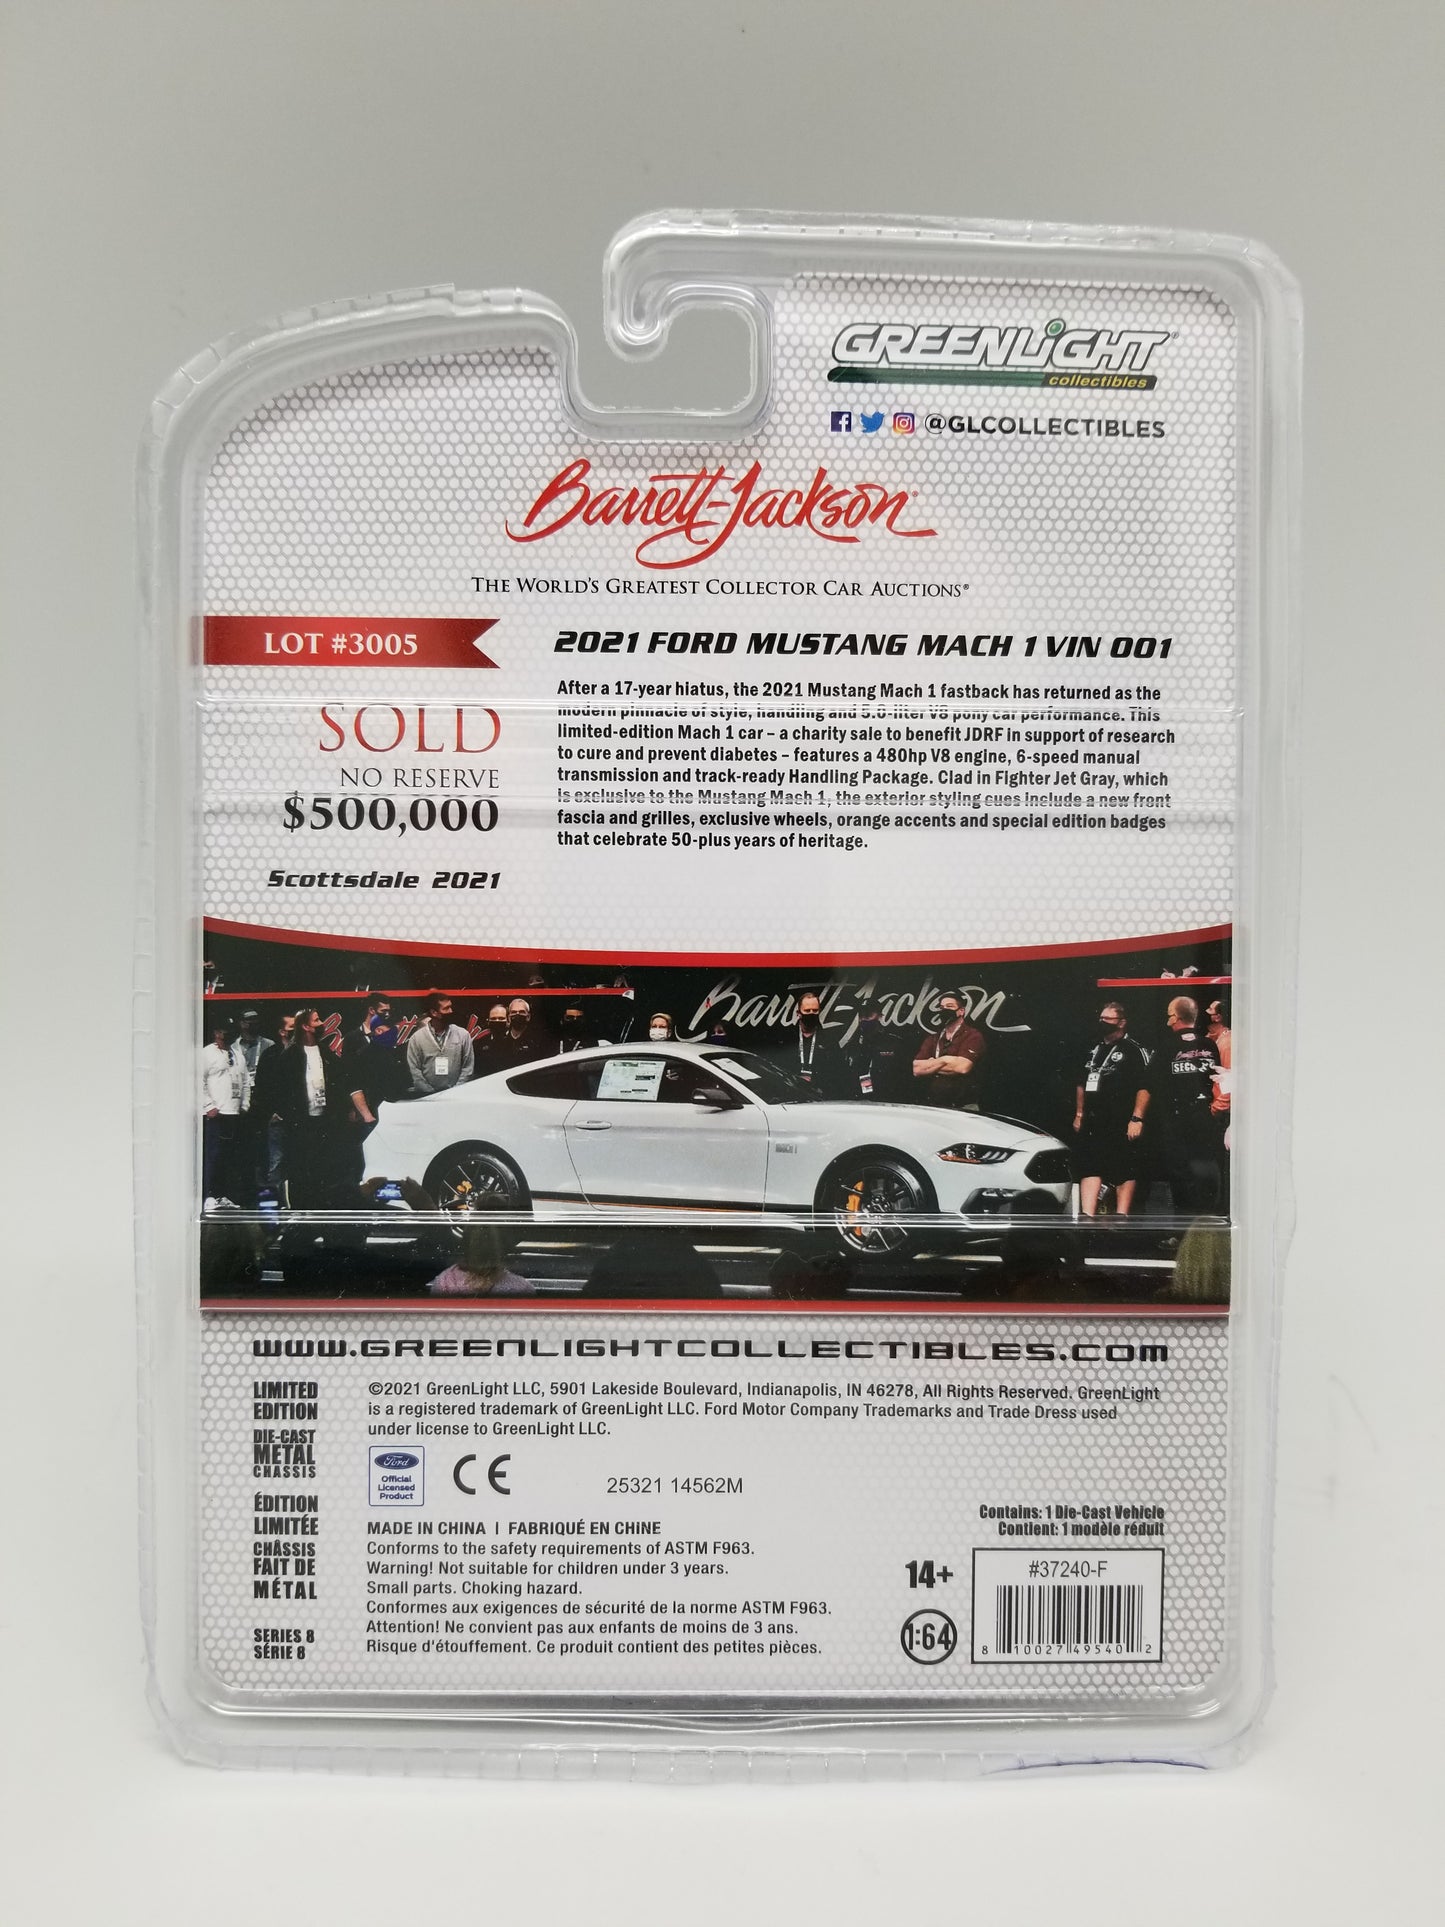 GREENLIGHT
collectibles
@GLCOLLECTIBLES
Barrett-Jackson
THE WORLD'S GREATEST COLLECTOR CAR AUCTIONS®
LOT #3005
SOLD
NO RESERVE
$500,000
Scottsdale 2021
2021 FORD MUSTANG MACH 1 VIN 001
After a 17-year hiatus, the 2021 Mustang Mach 1 fastback has returned as the
modern pinnacle of style, handling and 5.0-liter V8 pony car performance. This
limited-edition Mach 1 car – a charity sale to benefit JDRF in support of research
to cure and prevent diabetes – features a 480hp V8 engine, 6-speed manual
transmission and track-ready Handling Package. Clad in Fighter Jet Gray, which
is exclusive to the Mustang Mach 1, the exterior styling cues include a new front
fascia and grilles, exclusive wheels, orange accents and special edition badges
that celebrate 50-plus years of heritage.
Barrett-Jackson
WWW.GREENLIGHTCOLLECTIBLES.COM
LIMITED
EDITION
DIE-CAST
METAL
CHASSIS
ÉDITION
LIMITÉE
CHÂSSIS
FAIT DE
MÉTAL
SERIES 8
SÉRIE 8
©2021 GreenLight LLC, 5901 Lakeside Boulevard, Indianapolis, IN 46278, All Rights Reserved. GreenLight
is a registered trademark of GreenLight LLC. Ford Motor Company Trademarks and Trade Dress used
under license to GreenLight LLC.
Ford
Official
Licensed
Product
CE
25321 14562M
MADE IN CHINA | FABRIQUÉ EN CHINE
Conforms to the safety requirements of ASTM F963.
Warning! Not suitable for children under 3 years.
Small parts. Choking hazard.
Conformes aux exigences de sécurité de la norme ASTM F963.
Attention! Ne convient pas aux enfants de moins de 3 ans.
Risque d'étouffement. Ce produit contient des petites pièces.
Contains: 1 Die-Cast Vehicle
Contient: 1 modèle réduit
14+
1:64
#37240-F
8 10027 49540 2